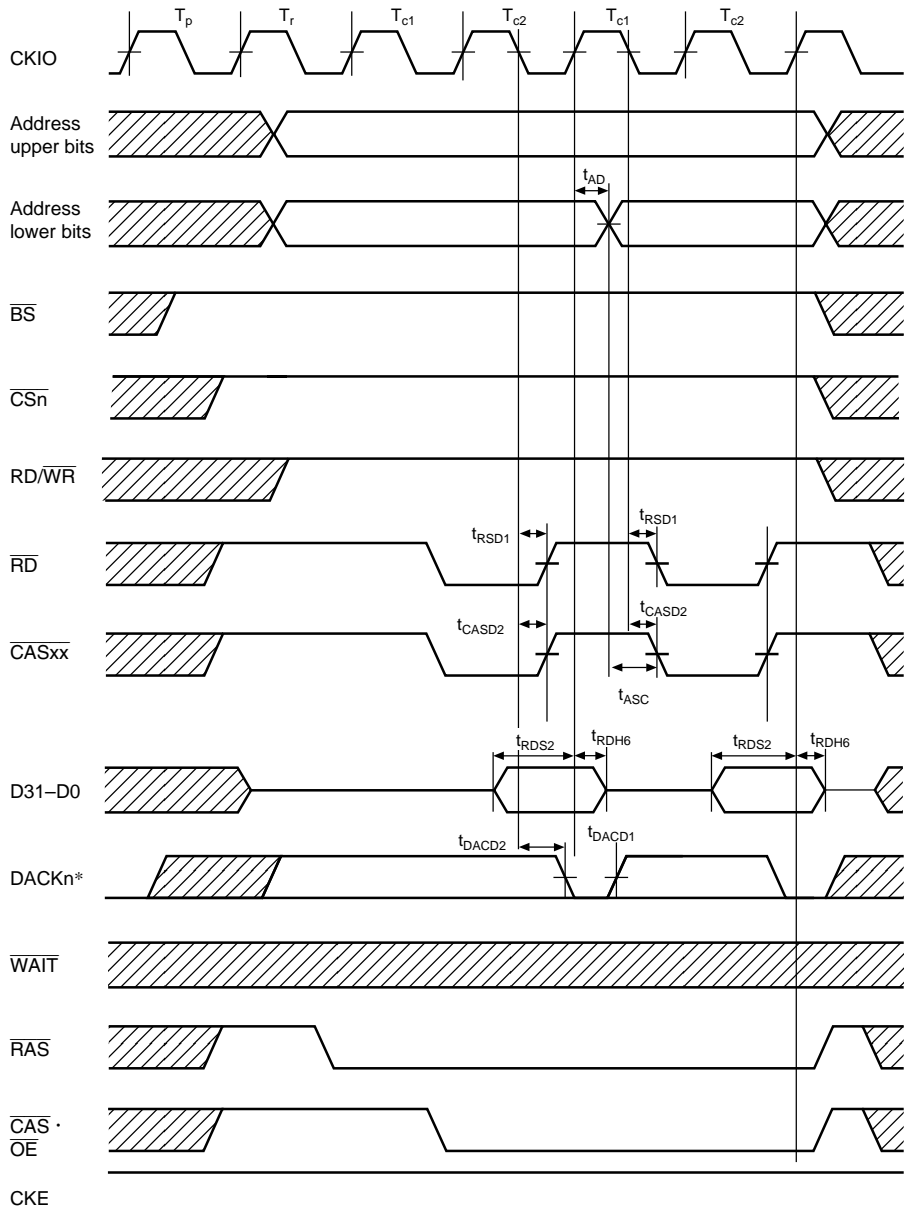 Tp Tr Tc1 Tc2 Tc1 Tc2
CKIO
Address
upper bits
tAD
Address
lower bits
BS
CSn
RD/WR
tRSD1 tRSD1
RD
tCASD2 tCASD2
CASxx
tASC
tRDS2 tRDH6 tRDS2 tRDH6
D31–D0
tDACD2 tDACD1
DACKn*
WAIT
RAS
CAS ·
OE
CKE